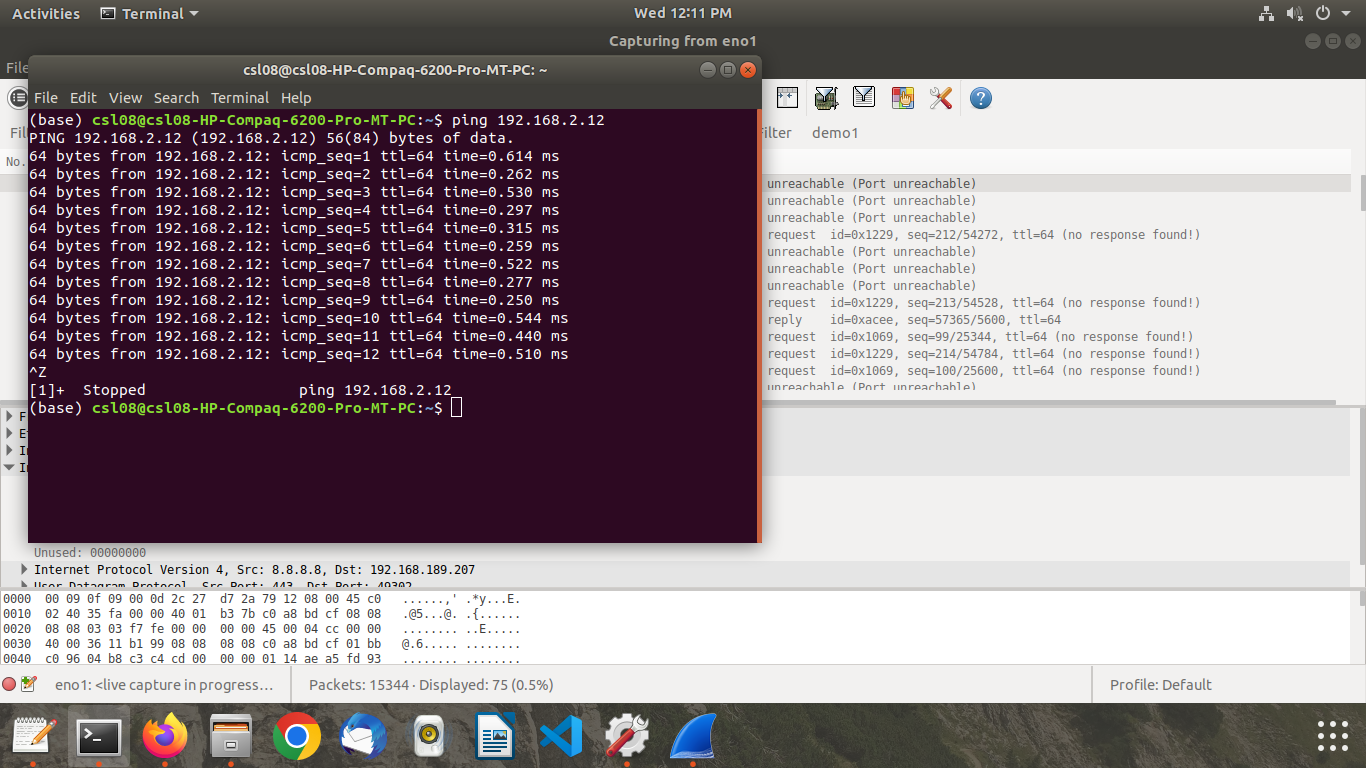 Activities Terminal Wed 12:11 PM
Capturing from eno1
File
csl08@csl08-HP-Compaq-6200-Pro-MT-PC: ~
File Edit View Search Terminal Help
(base) csl08@csl08-HP-Compaq-6200-Pro-MT-PC:~$ ping 192.168.2.12
PING 192.168.2.12 (192.168.2.12) 56(84) bytes of data.
64 bytes from 192.168.2.12: icmp_seq=1 ttl=64 time=0.614 ms
64 bytes from 192.168.2.12: icmp_seq=2 ttl=64 time=0.262 ms
64 bytes from 192.168.2.12: icmp_seq=3 ttl=64 time=0.530 ms
64 bytes from 192.168.2.12: icmp_seq=4 ttl=64 time=0.297 ms
64 bytes from 192.168.2.12: icmp_seq=5 ttl=64 time=0.315 ms
64 bytes from 192.168.2.12: icmp_seq=6 ttl=64 time=0.259 ms
64 bytes from 192.168.2.12: icmp_seq=7 ttl=64 time=0.522 ms
64 bytes from 192.168.2.12: icmp_seq=8 ttl=64 time=0.277 ms
64 bytes from 192.168.2.12: icmp_seq=9 ttl=64 time=0.250 ms
64 bytes from 192.168.2.12: icmp_seq=10 ttl=64 time=0.544 ms
64 bytes from 192.168.2.12: icmp_seq=11 ttl=64 time=0.440 ms
64 bytes from 192.168.2.12: icmp_seq=12 ttl=64 time=0.510 ms
^Z
[1]+  Stopped                 ping 192.168.2.12
(base) csl08@csl08-HP-Compaq-6200-Pro-MT-PC:~$
demo1
No.
unreachable (Port unreachable)
unreachable (Port unreachable)
unreachable (Port unreachable)
request  id=0x1229, seq=212/54272, ttl=64 (no response found!)
unreachable (Port unreachable)
unreachable (Port unreachable)
unreachable (Port unreachable)
request  id=0x1229, seq=213/54528, ttl=64 (no response found!)
reply    id=0xacee, seq=57365/5600, ttl=64
request  id=0x1069, seq=99/25344, ttl=64 (no response found!)
request  id=0x1229, seq=214/54784, ttl=64 (no response found!)
request  id=0x1069, seq=100/25600, ttl=64 (no response found!)
unreachable (Port unreachable)
Unused: 00000000
Internet Protocol Version 4, Src: 8.8.8.8, Dst: 192.168.189.207
User Datagram Protocol, Src Port: 443, Dst Port: 49302
0000  00 09 0f 09 00 0d 2c 27  d7 2a 79 12 08 00 45 c0   ......,' .*y...E.
0010  02 40 35 fa 00 00 40 01  b3 7b c0 a8 bd cf 08 08   .@5...@. .{......
0020  08 08 03 03 f7 fe 00 00  00 00 45 00 04 cc 00 00   ........ ..E.....
0030  40 00 36 11 b1 99 08 08  08 08 c0 a8 bd cf 01 bb   @.6..... ........
0040  c0 96 04 b8 c3 c4 cd 00  00 00 01 14 ae a5 fd 93   ........ ........
eno1: <live capture in progress… Packets: 15344 · Displayed: 75 (0.5%) Profile: Default